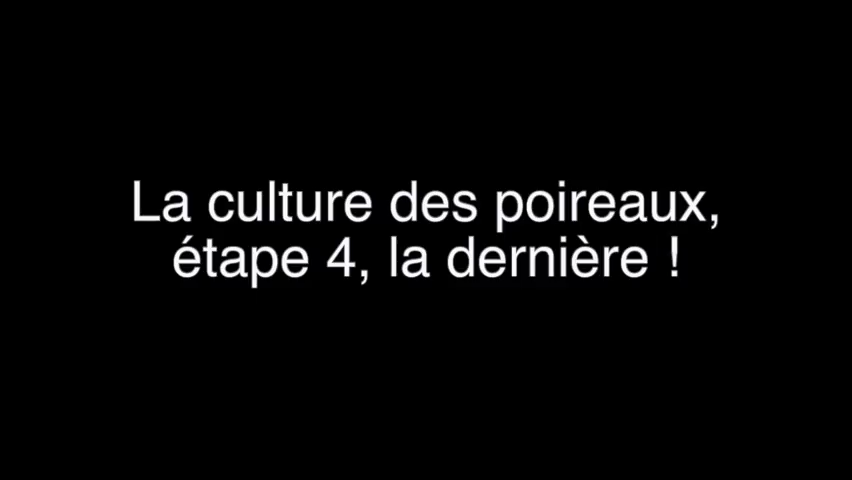 La culture des poireaux,
étape 4, la dernière !